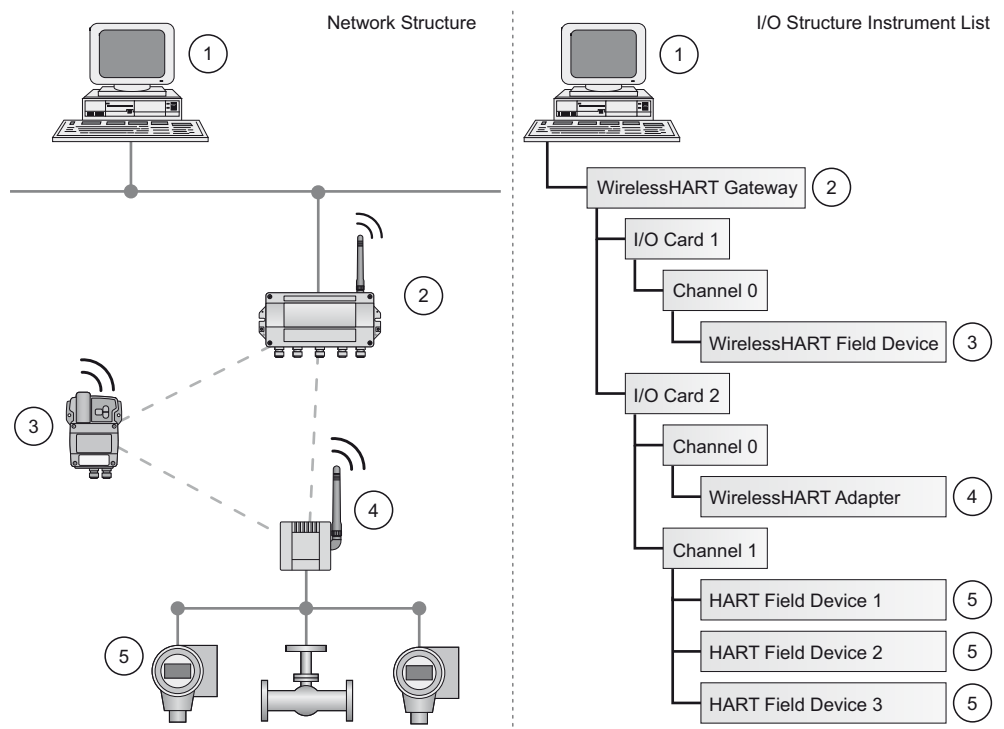 Network Structure
1
2
3
4
5
I/O Structure Instrument List
1
WirelessHART Gateway 2
I/O Card 1
Channel 0
WirelessHART Field Device 3
I/O Card 2
Channel 0
WirelessHART Adapter 4
Channel 1
HART Field Device 1 5
HART Field Device 2 5
HART Field Device 3 5